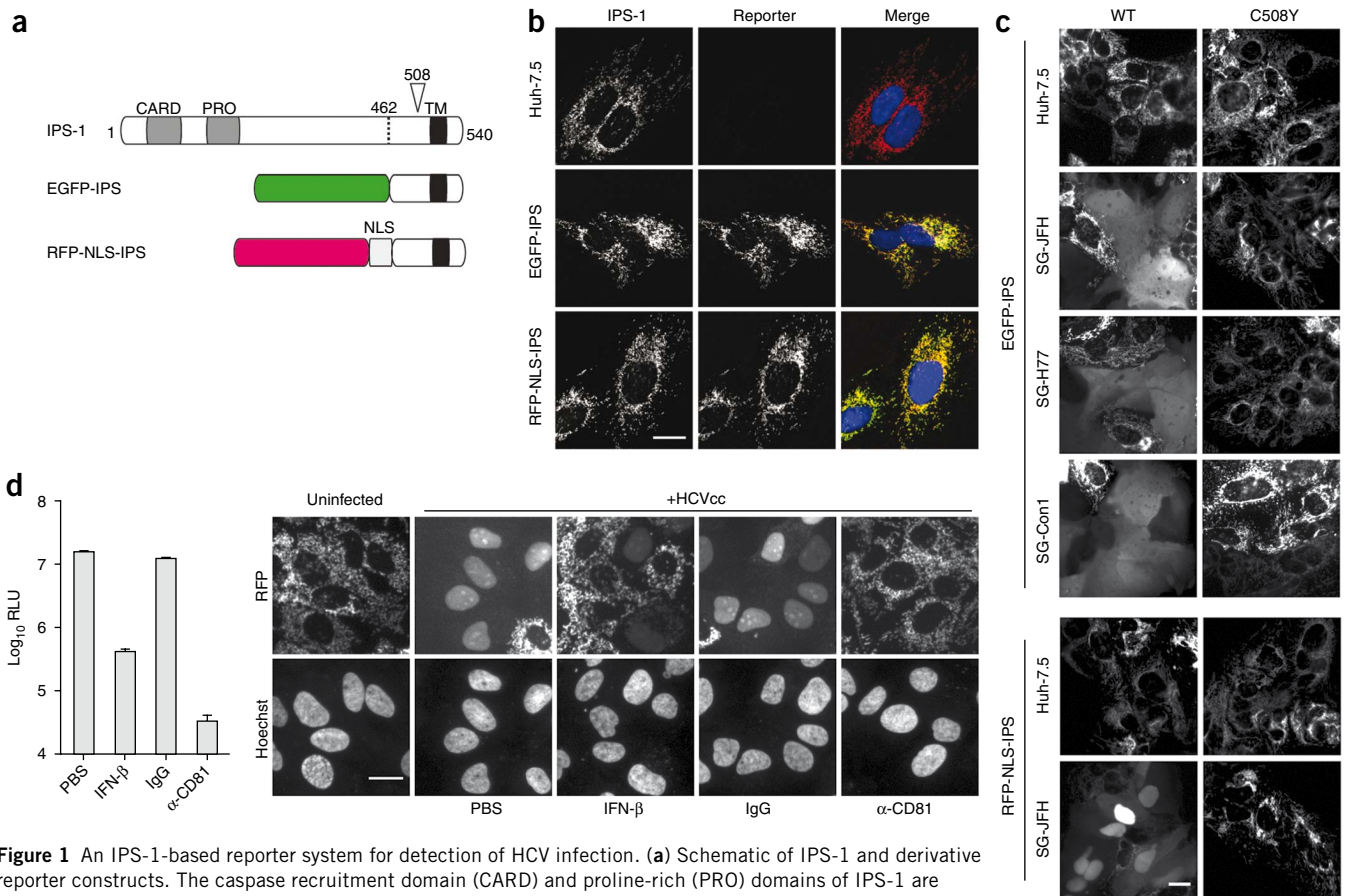 a
508
CARD
PRO
462
TM
IPS-1
1
540
EGFP-IPS
NLS
RFP-NLS-IPS
b
IPS-1
Reporter
Merge
Huh-7.5
EGFP-IPS
RFP-NLS-IPS
c
WT
C508Y
EGFP-IPS
Huh-7.5
SG-JFH
SG-H77
SG-Con1
RFP-NLS-IPS
Huh-7.5
SG-JFH
d
8
7
6
5
4
Log10 RLU
PBS
IFN-β
IgG
α-CD81
Uninfected
+HCVcc
RFP
Hoechst
PBS
IFN-β
IgG
α-CD81
Figure 1 An IPS-1-based reporter system for detection of HCV infection. (a) Schematic of IPS-1 and derivative
reporter constructs. The caspase recruitment domain (CARD) and proline-rich (PRO) domains of IPS-1 are